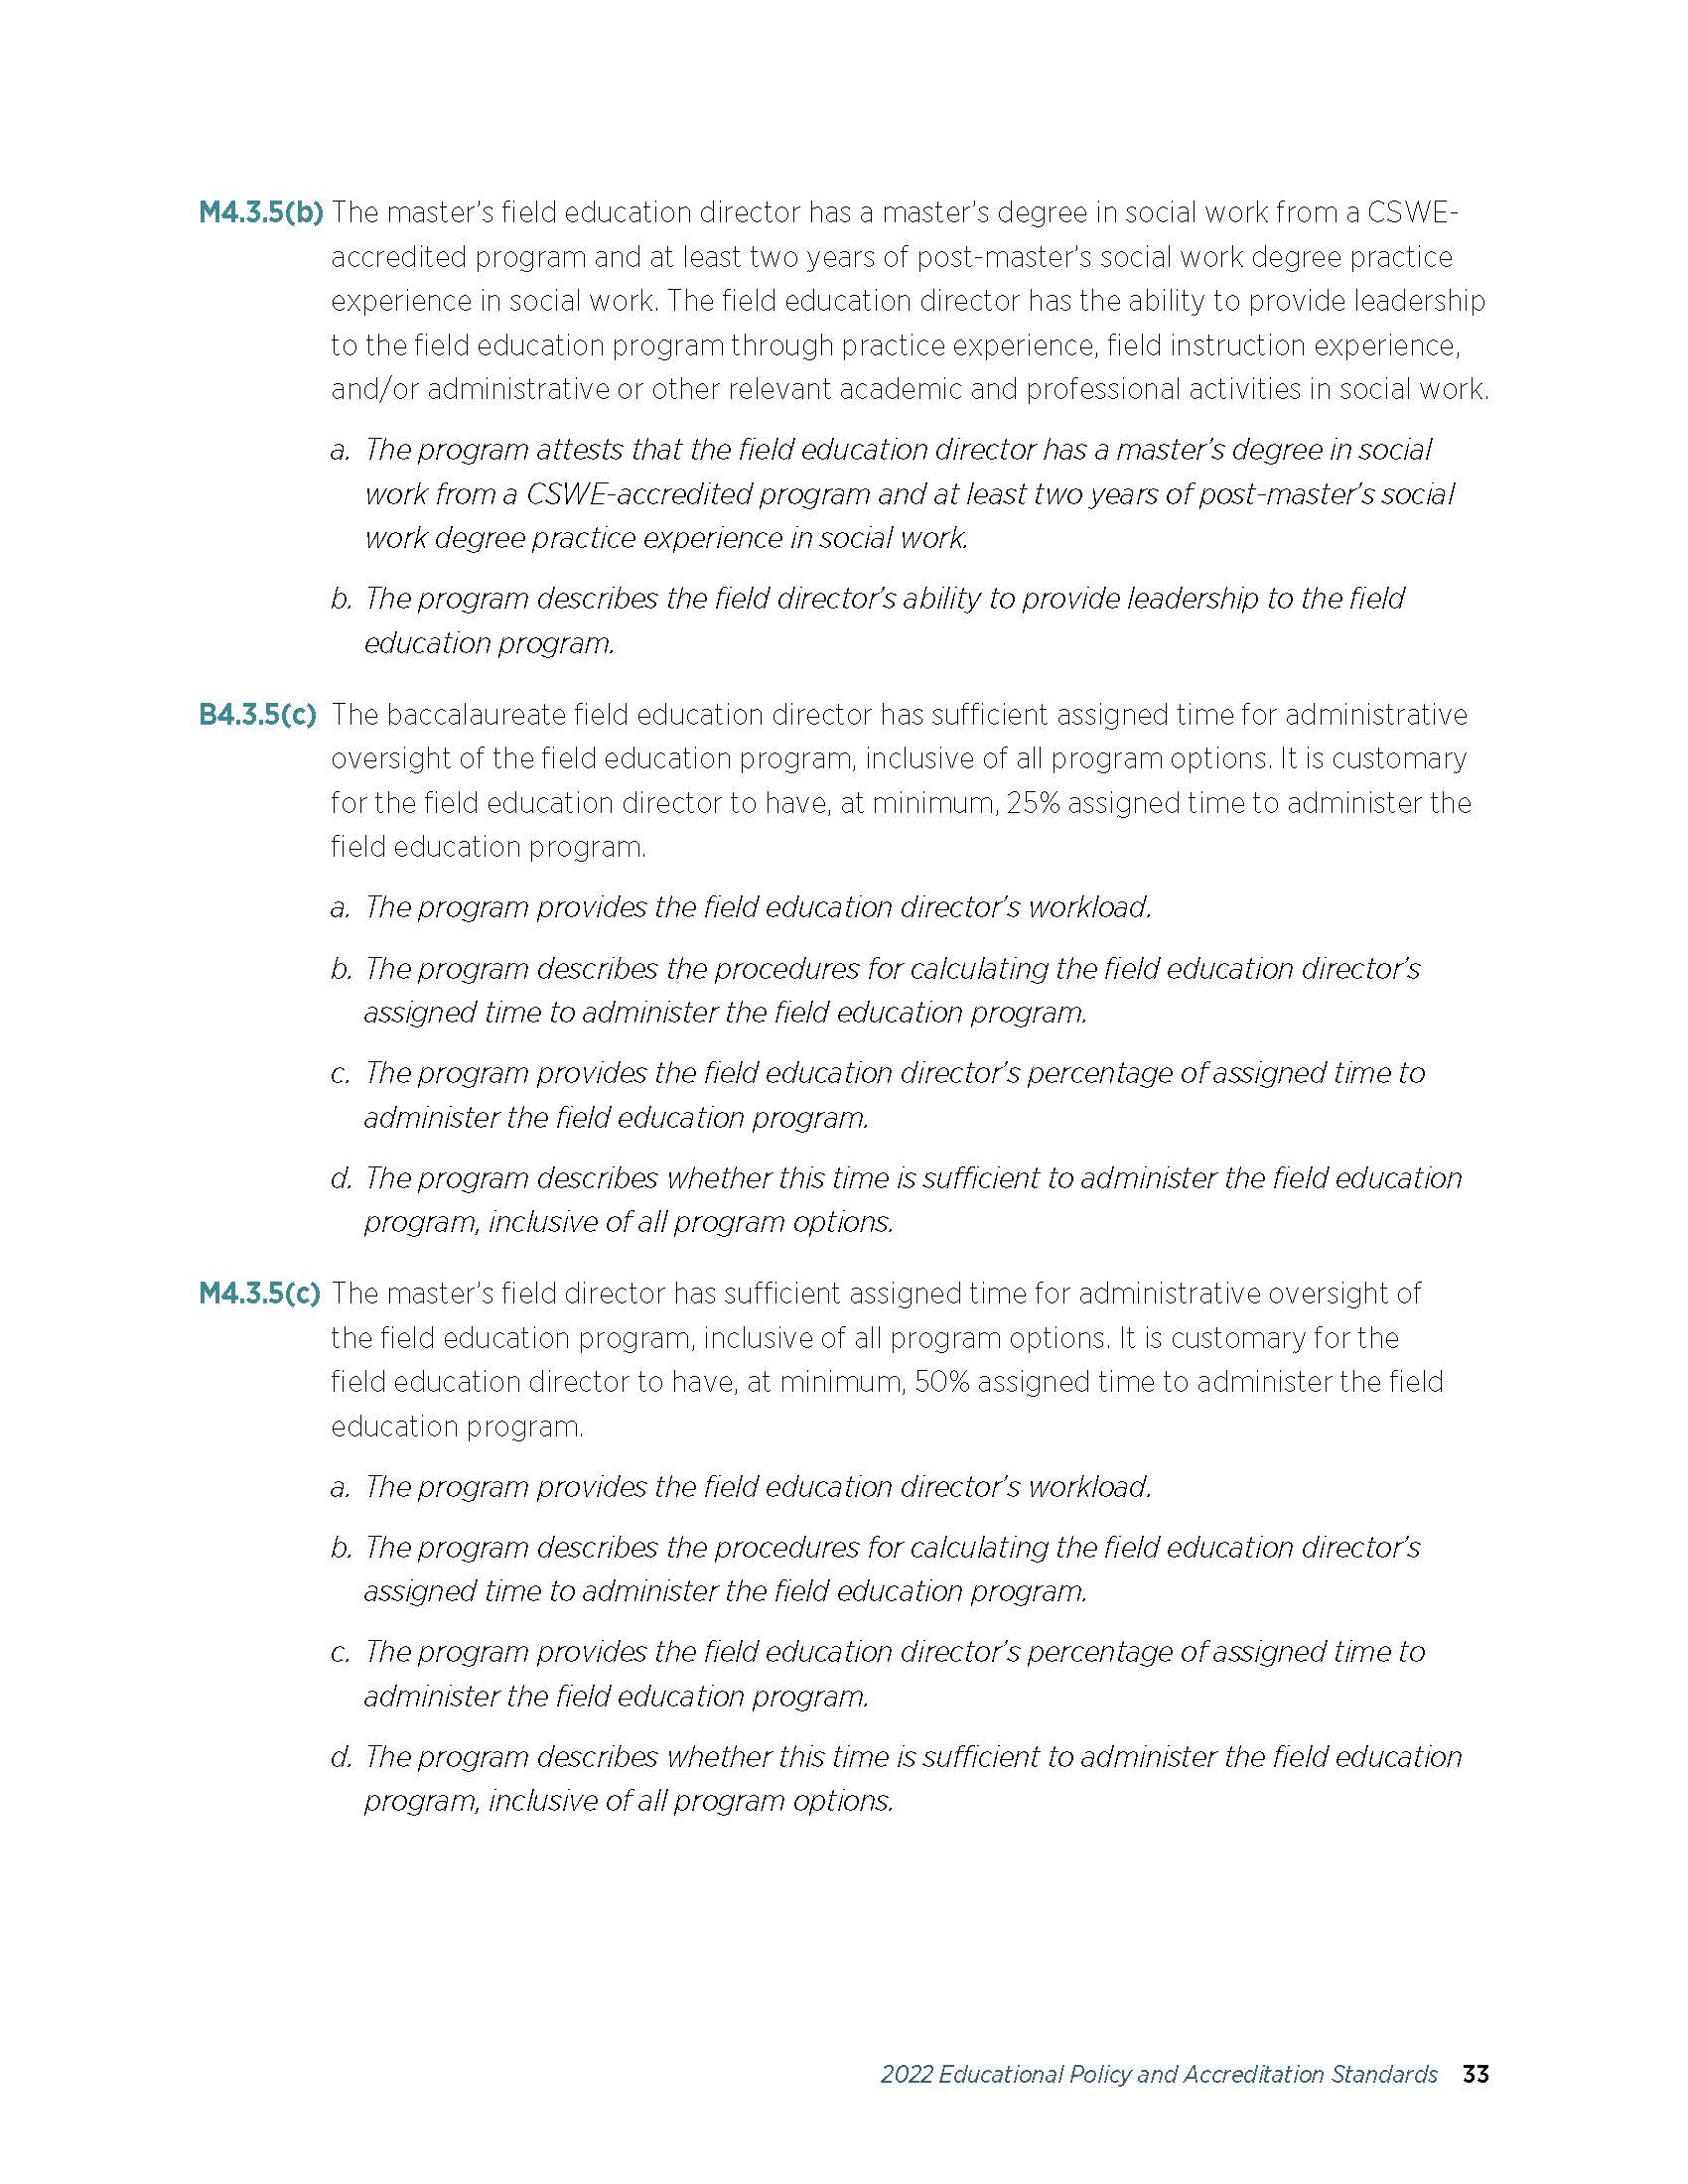 M4.3.5(b) The master’s field education director has a master’s degree in social work from a CSWE-
accredited program and at least two years of post-master’s social work degree practice
experience in social work. The field education director has the ability to provide leadership
to the field education program through practice experience, field instruction experience,
and/or administrative or other relevant academic and professional activities in social work.
a. The program attests that the field education director has a master’s degree in social
work from a CSWE-accredited program and at least two years of post-master’s social
work degree practice experience in social work.
b. The program describes the field director’s ability to provide leadership to the field
education program.
B4.3.5(c) The baccalaureate field education director has sufficient assigned time for administrative
oversight of the field education program, inclusive of all program options. It is customary
for the field education director to have, at minimum, 25% assigned time to administer the
field education program.
a. The program provides the field education director’s workload.
b. The program describes the procedures for calculating the field education director’s
assigned time to administer the field education program.
c. The program provides the field education director’s percentage of assigned time to
administer the field education program.
d. The program describes whether this time is sufficient to administer the field education
program, inclusive of all program options.
M4.3.5(c) The master’s field director has sufficient assigned time for administrative oversight of
the field education program, inclusive of all program options. It is customary for the
field education director to have, at minimum, 50% assigned time to administer the field
education program.
a. The program provides the field education director’s workload.
b. The program describes the procedures for calculating the field education director’s
assigned time to administer the field education program.
c. The program provides the field education director’s percentage of assigned time to
administer the field education program.
d. The program describes whether this time is sufficient to administer the field education
program, inclusive of all program options.
2022 Educational Policy and Accreditation Standards 33